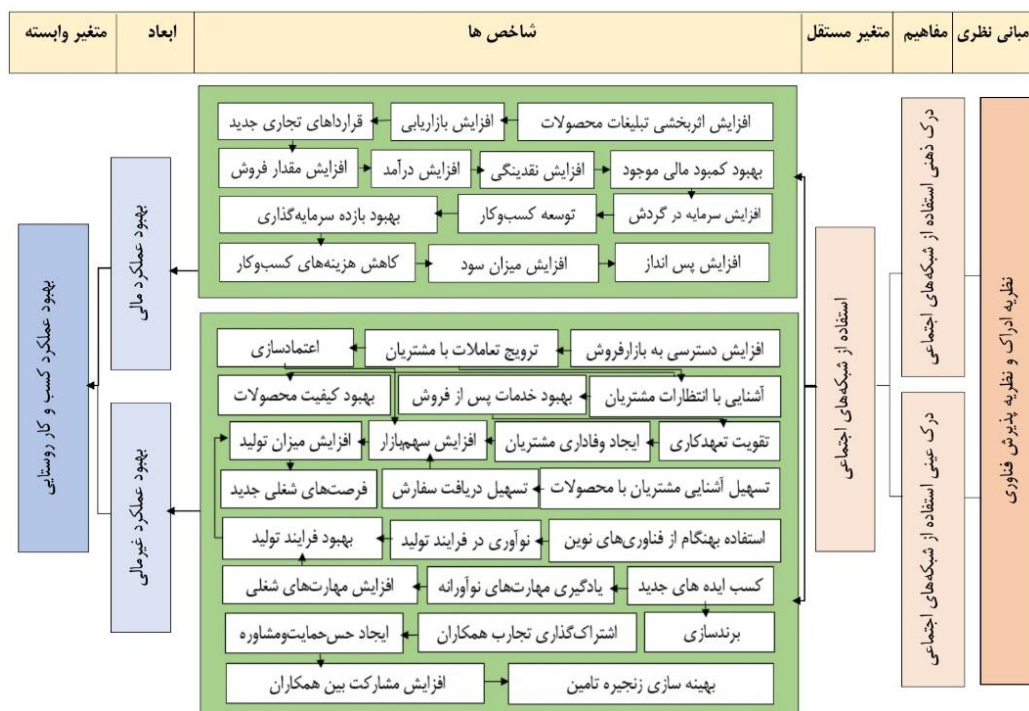 مبانی نظری
مفاهیم
متغیر مستقل
شاخص ها
ابعاد
متغیر وابسته
نظریه ادراک و نظریه پذیرش فناوری
درک ذهنی استفاده از شبکه‌های اجتماعی
درک عینی استفاده از شبکه‌های اجتماعی
استفاده از شبکه‌های اجتماعی
افزایش اثربخشی تبلیغات محصولات
افزایش بازاریابی
قراردادهای تجاری جدید
بهبود کمبود مالی موجود
افزایش نقدینگی
افزایش درآمد
افزایش مقدار فروش
افزایش سرمایه در گردش
توسعه کسب‌وکار
بهبود بازده سرمایه‌گذاری
افزایش پس انداز
افزایش میزان سود
کاهش هزینه‌های کسب‌وکار
افزایش دسترسی به بازارفروش
ترویج تعاملات با مشتریان
اعتمادسازی
آشنایی با انتظارات مشتریان
بهبود خدمات پس از فروش
بهبود کیفیت محصولات
تقویت تعهدکاری
ایجاد وفاداری مشتریان
افزایش سهم‌بازار
افزایش میزان تولید
تسهیل آشنایی مشتریان با محصولات
تسهیل دریافت سفارش
فرصت‌های شغلی جدید
استفاده بهنگام از فناوری‌های نوین
نوآوری در فرایند تولید
بهبود فرایند تولید
کسب ایده های جدید
یادگیری مهارت‌های نوآورانه
افزایش مهارت‌های شغلی
برندسازی
اشتراک‌گذاری تجارب همکاران
ایجاد حس‌حمایت‌ومشاوره
بهینه سازی زنجیره تامین
افزایش مشارکت بین همکاران
بهبود عملکرد مالی
بهبود عملکرد غیرمالی
بهبود عملکرد کسب و کار روستایی